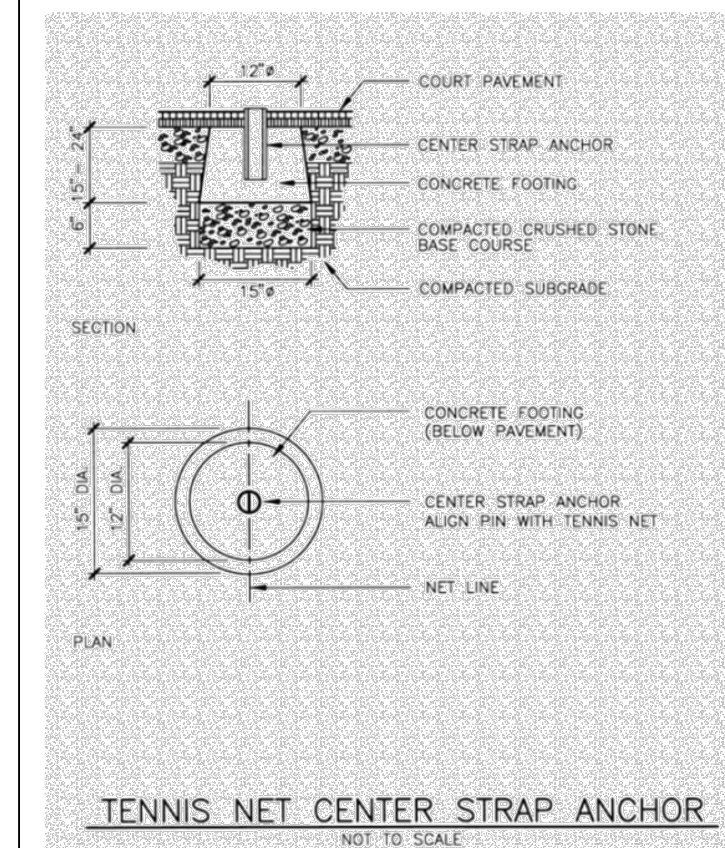 12"ø
COURT PAVEMENT
15" – 24"
CENTER STRAP ANCHOR
CONCRETE FOOTING
6"
COMPACTED CRUSHED STONE
BASE COURSE
15"ø
COMPACTED SUBGRADE
SECTION
CONCRETE FOOTING
(BELOW PAVEMENT)
15" DIA
12" DIA
CENTER STRAP ANCHOR
ALIGN PIN WITH TENNIS NET
NET LINE
PLAN
TENNIS NET CENTER STRAP ANCHOR
NOT TO SCALE